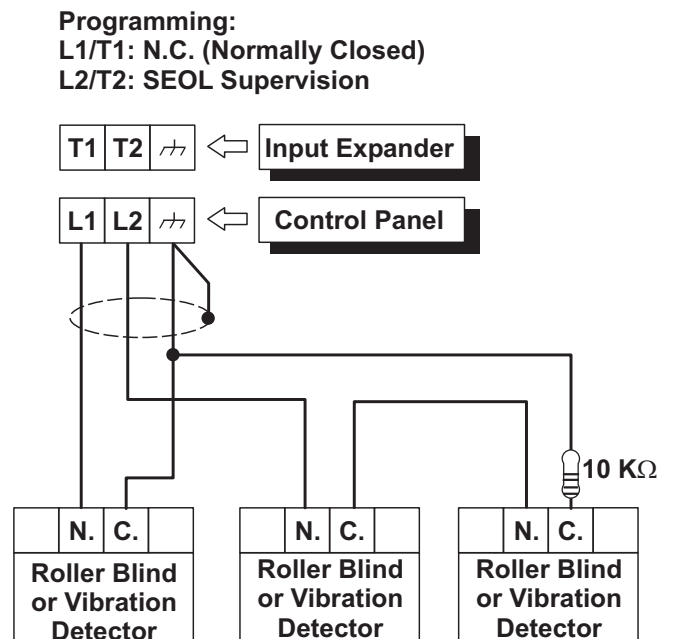 Programming:
L1/T1: N.C. (Normally Closed)
L2/T2: SEOL Supervision
T1 T2 Input Expander
L1 L2 Control Panel
10 KΩ
N. C.
Roller Blind
or Vibration
Detector
N. C.
Roller Blind
or Vibration
Detector
N. C.
Roller Blind
or Vibration
Detector